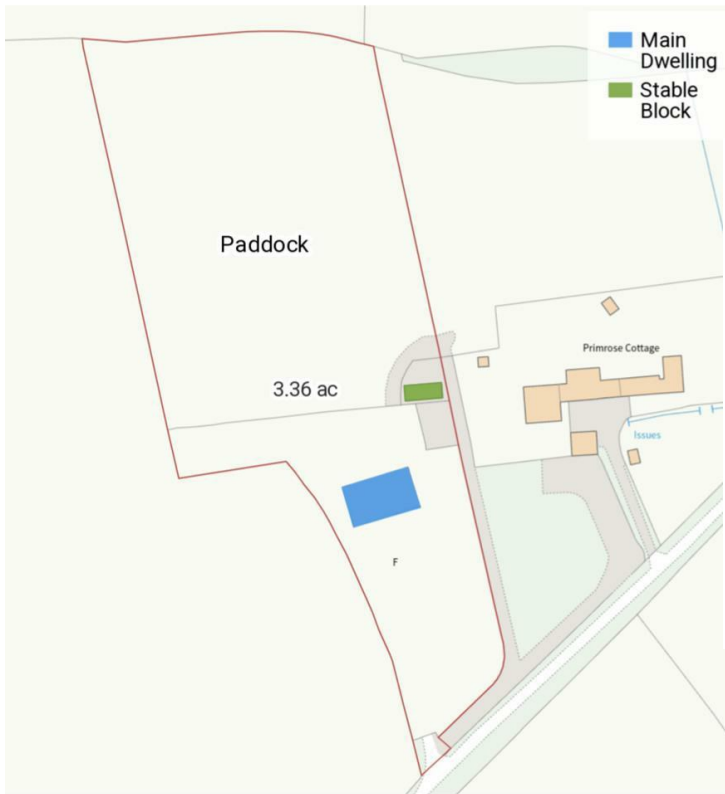 Main
Dwelling
Stable
Block
Paddock
Primrose Cottage
3.36 ac
Issues
F